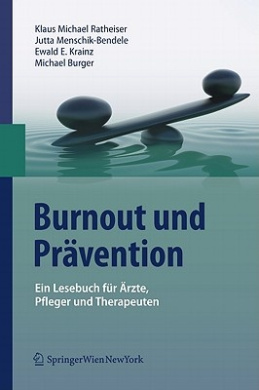 Klaus Michael Ratheiser
Jutta Menschik-Bendele
Ewald E. Krainz
Michael Burger
Burnout und
Prävention
Ein Lesebuch für Ärzte,
Pfleger und Therapeuten
SpringerWienNewYork